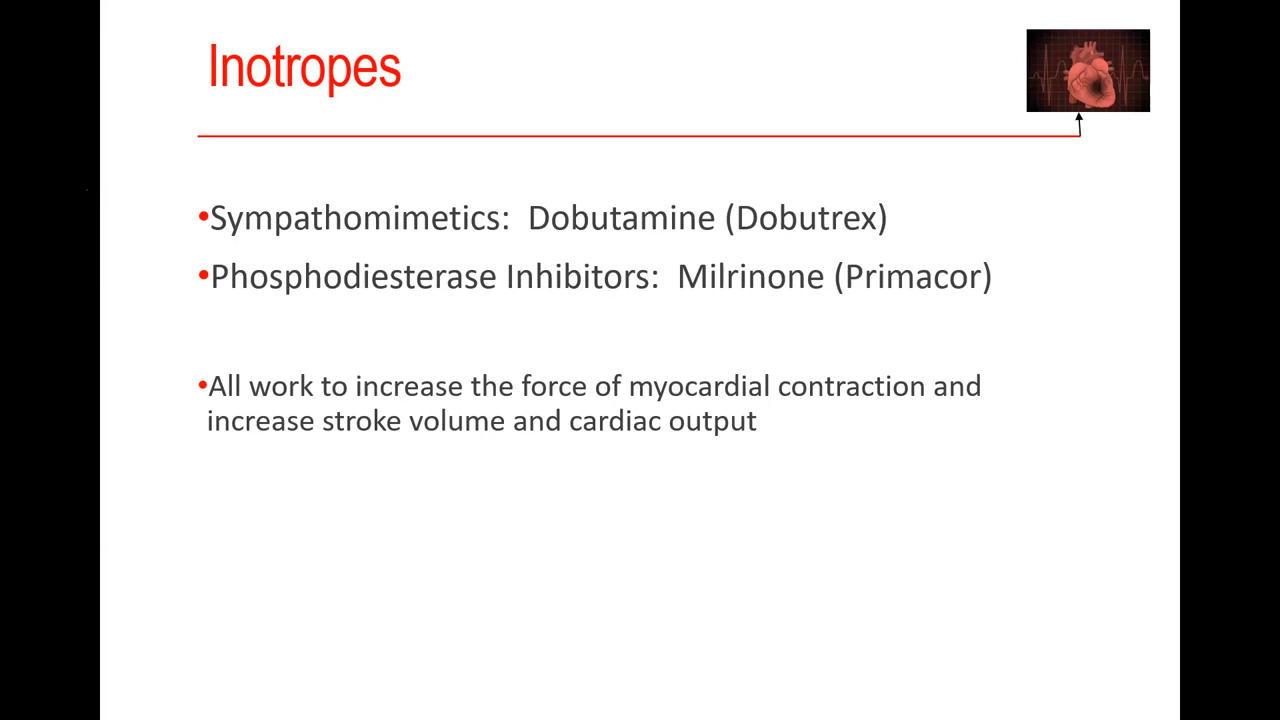 Inotropes
•Sympathomimetics:  Dobutamine (Dobutrex)
•Phosphodiesterase Inhibitors:  Milrinone (Primacor)
•All work to increase the force of myocardial contraction and
increase stroke volume and cardiac output